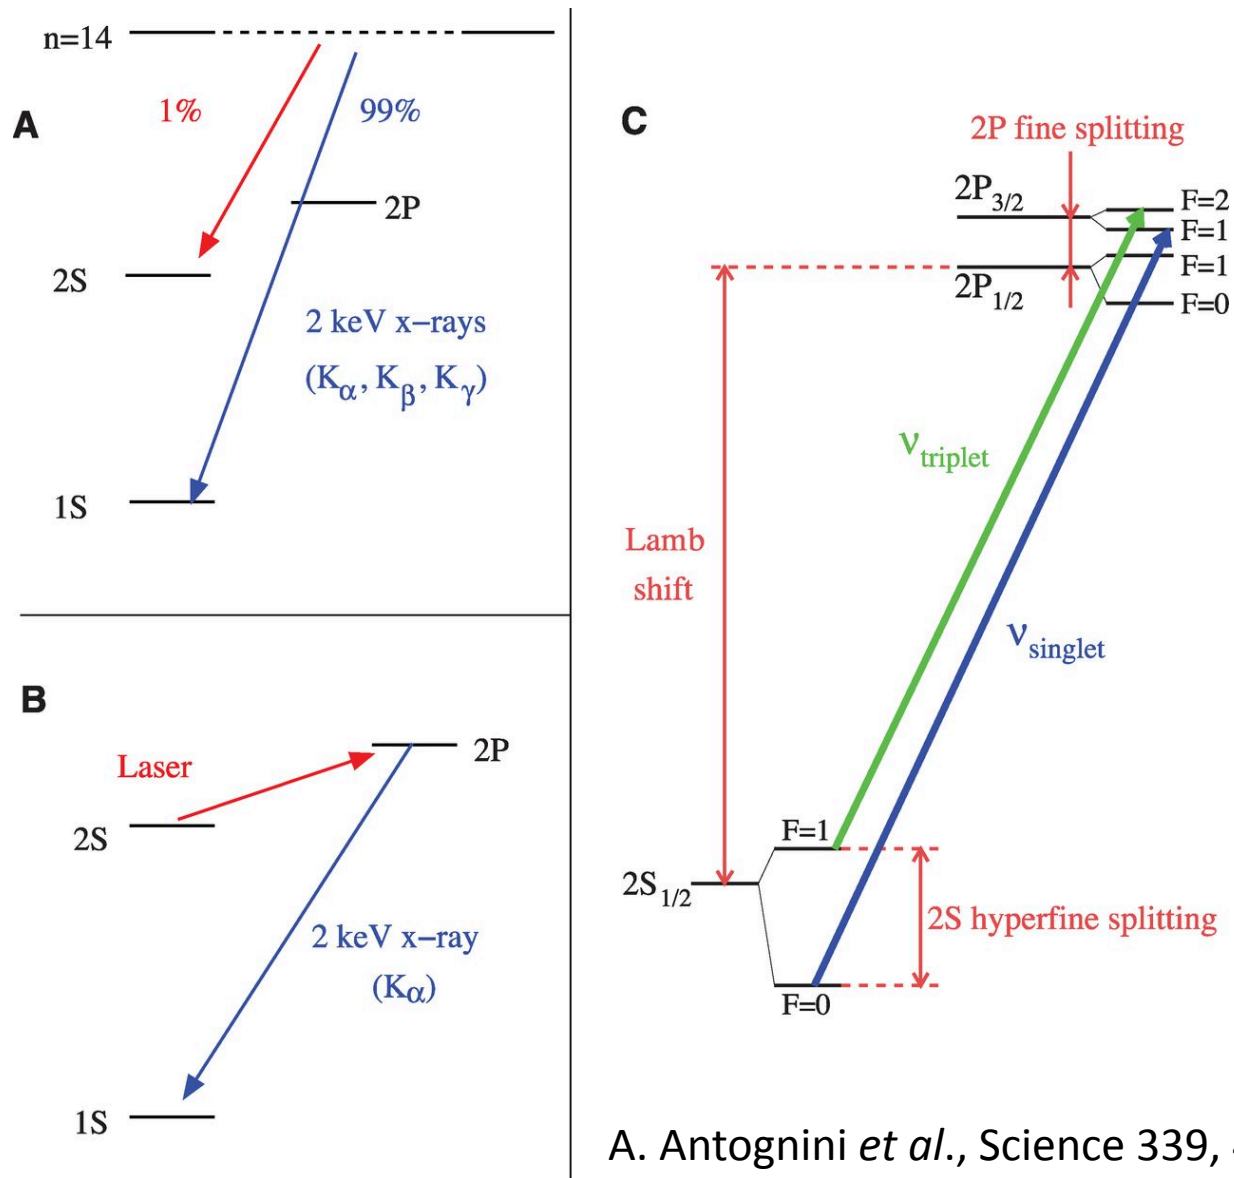 n=14
1%
99%
A
2P
2S
2 keV x–rays
(Kα, Kβ, Kγ)
1S
B
Laser
2P
2S
2 keV x–ray
(Kα)
1S
C
2P fine splitting
2P3/2
F=2
F=1
F=1
2P1/2
F=0
νtriplet
Lamb
shift
νsinglet
F=1
2S1/2
2S hyperfine splitting
F=0
A. Antognini et al., Science 339,